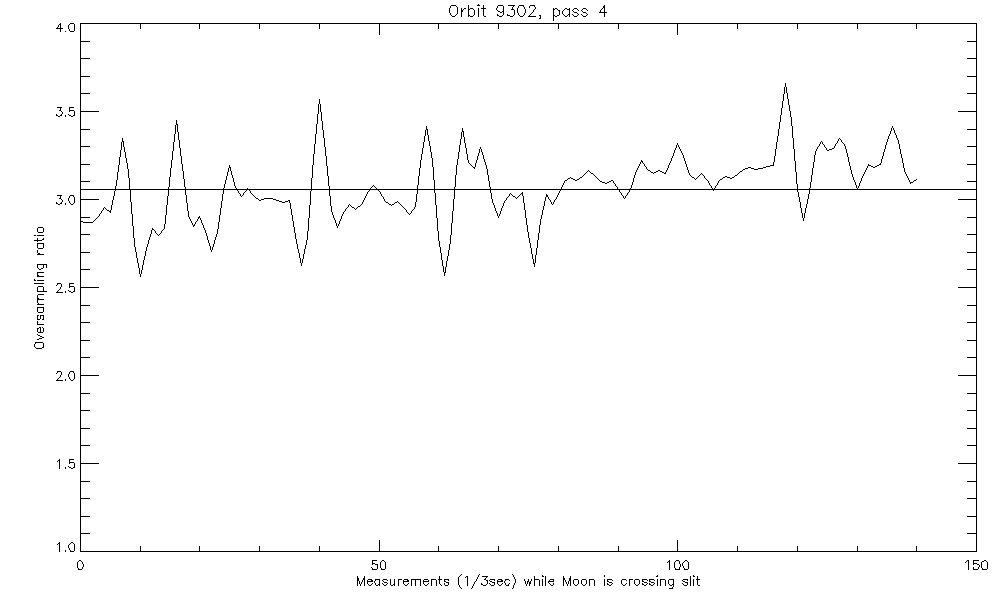 Orbit 9302, pass 4
4.0
3.5
3.0
2.5
2.0
1.5
1.0
Oversampling ratio
0 50 100 150
Measurements (1/3sec) while Moon is crossing slit